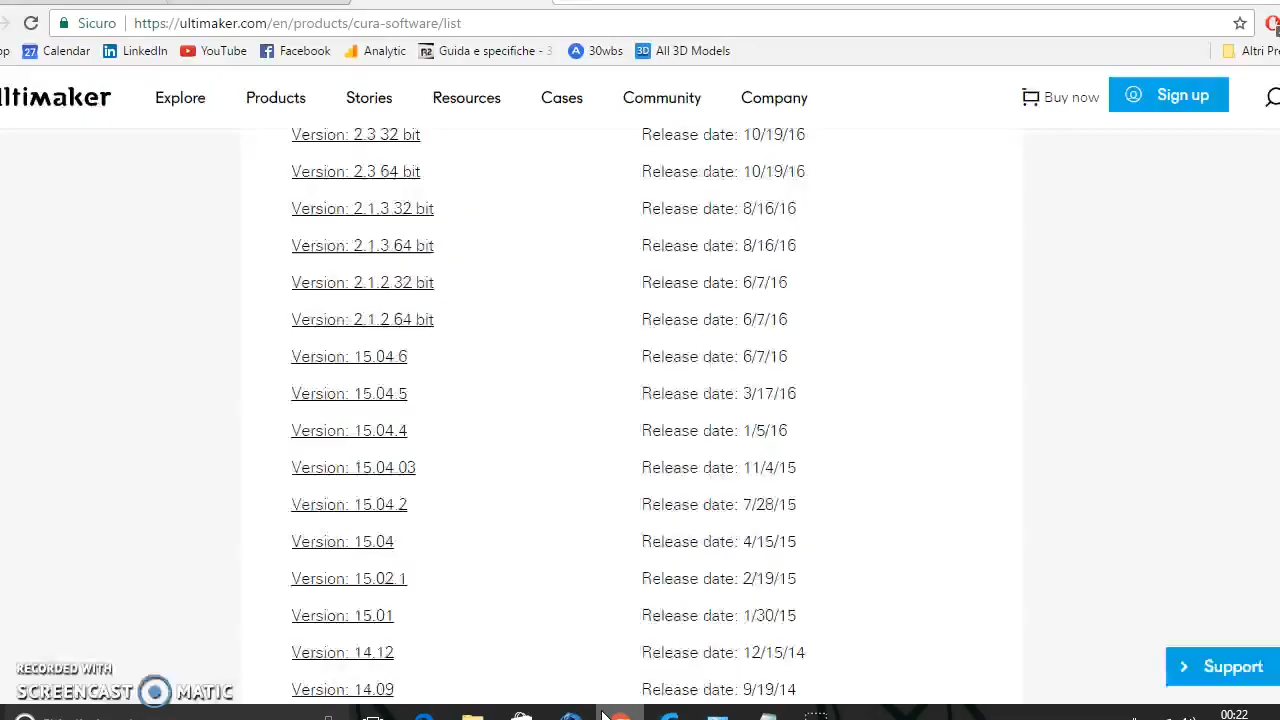 Sicuro https://ultimaker.com/en/products/cura-software/list
Calendar LinkedIn YouTube Facebook Analytic Guida e specifiche - 3 30wbs All 3D Models Altri Pr
ltimaker Explore Products Stories Resources Cases Community Company Buy now Sign up
Version: 2.3 32 bit Release date: 10/19/16
Version: 2.3 64 bit Release date: 10/19/16
Version: 2.1.3 32 bit Release date: 8/16/16
Version: 2.1.3 64 bit Release date: 8/16/16
Version: 2.1.2 32 bit Release date: 6/7/16
Version: 2.1.2 64 bit Release date: 6/7/16
Version: 15.04.6 Release date: 6/7/16
Version: 15.04.5 Release date: 3/17/16
Version: 15.04.4 Release date: 1/5/16
Version: 15.04.03 Release date: 11/4/15
Version: 15.04.2 Release date: 7/28/15
Version: 15.04 Release date: 4/15/15
Version: 15.02.1 Release date: 2/19/15
Version: 15.01 Release date: 1/30/15
Version: 14.12 Release date: 12/15/14
Version: 14.09 Release date: 9/19/14
Support
RECORDED WITH
SCREENCAST MATIC
00:22